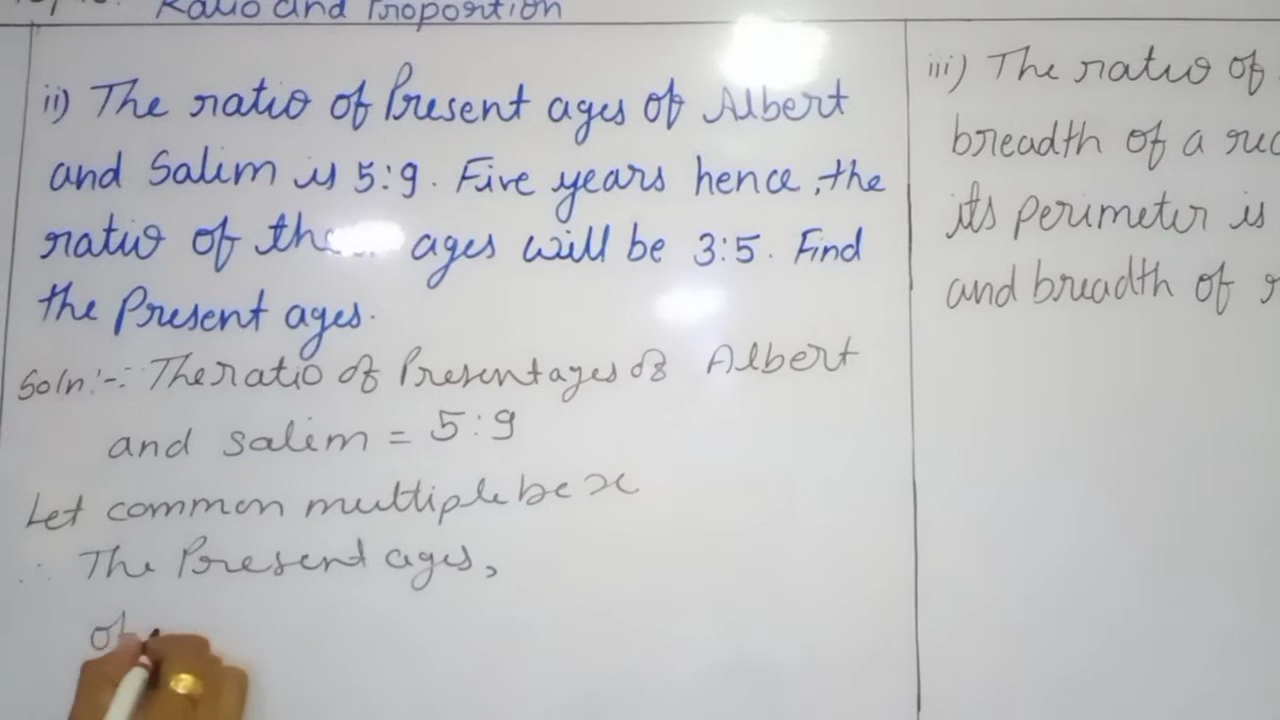 Ratio and Proportion
ii) The ratio of Present ages of Albert
and Salim is 5:9. Five years hence, the
ratio of ages will be 3:5. Find
the Present ages.
Soln:-: The ratio of Present ages of Albert
and salim = 5:9
Let common multiple be x
∴ The Present ages,
of
iii) The ratio of
breadth of a
its perimeter is
and breadth of